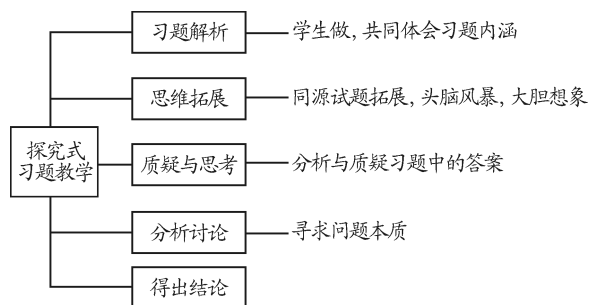 习题解析
学生做，共同体会习题内涵
思维拓展
同源试题拓展，头脑风暴，大胆想象
探究式
习题教学
质疑与思考
分析与质疑习题中的答案
分析讨论
寻求问题本质
得出结论